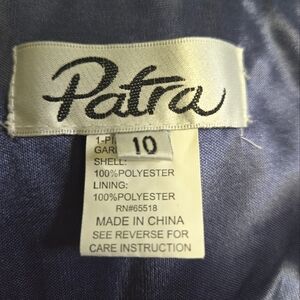 Patra
10
SHELL:
100%POLYESTER
LINING:
100%POLYESTER
RN#65518
MADE IN CHINA
SEE REVERSE FOR
CARE INSTRUCTION